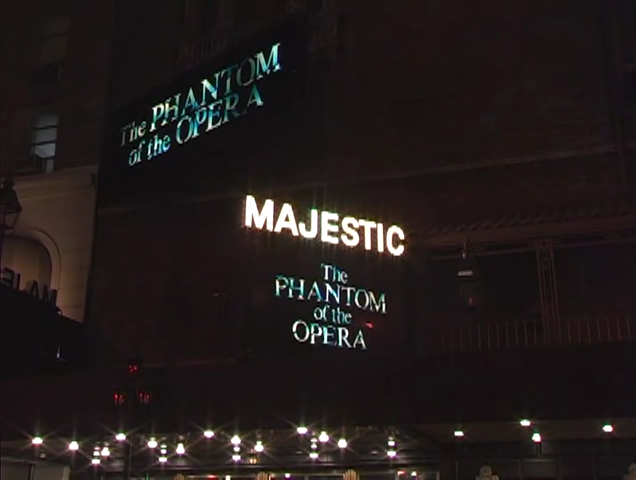 The PHANTOM
of the OPERA
MAJESTIC
The
PHANTOM
of the
OPERA